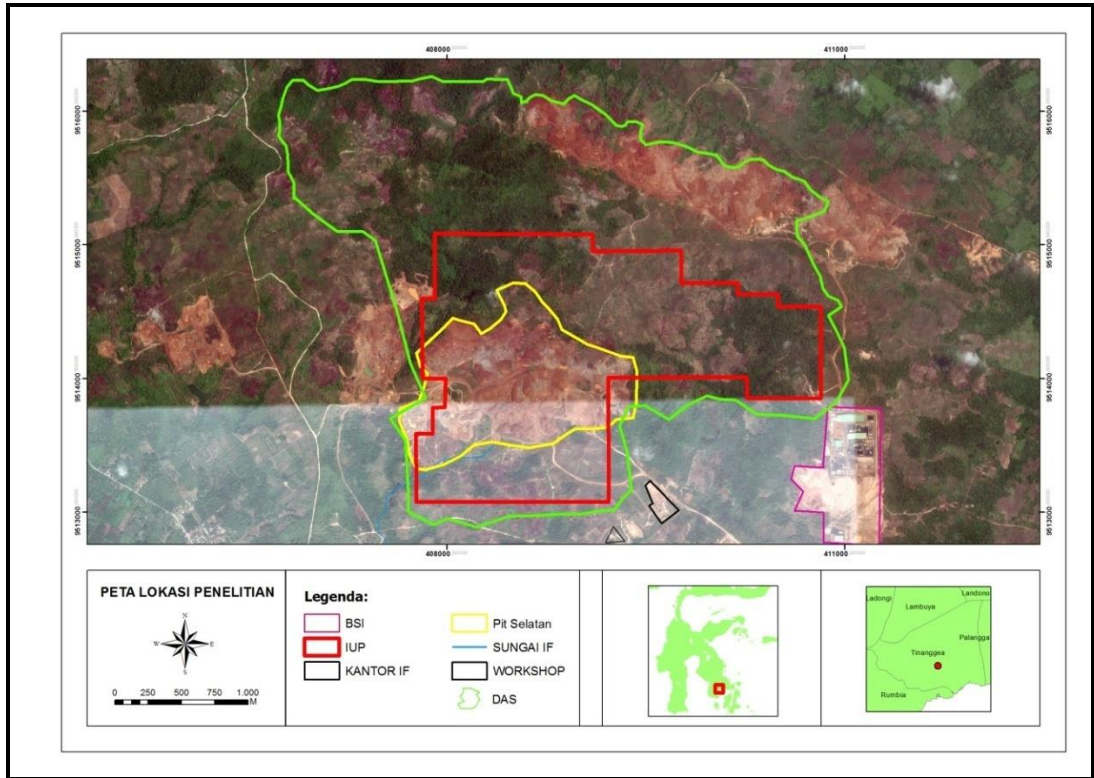 408000 411000
9516000 9516000
9515000 9515000
9514000 9514000
9513000 9513000
408000 411000
PETA LOKASI PENELITIAN
N
W E
S
0 250 500 750 1.000
M
Legenda:
BSI
IUP
KANTOR IF
Pit Selatan
SUNGAI IF
WORKSHOP
DAS
Ladongi
Lambuya
Landono
Palangga
Tinanggea
Rumbia